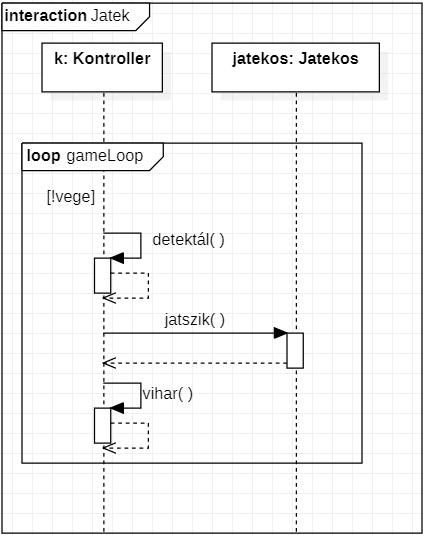 interaction Jatek
k: Kontroller
jatekos: Jatekos
loop gameLoop
[!vege]
detektál( )
jatszik( )
vihar( )